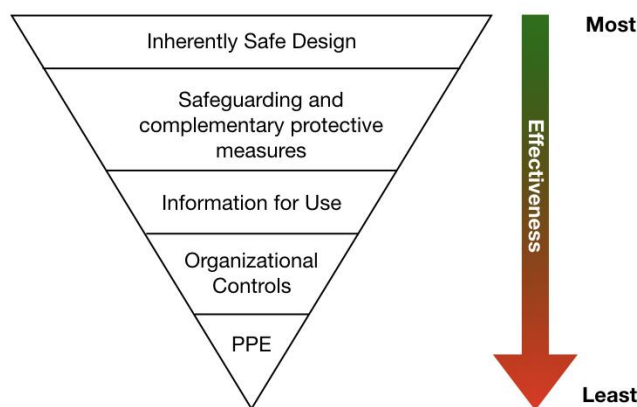 Inherently Safe Design
Safeguarding and
complementary protective
measures
Information for Use
Organizational
Controls
PPE
Most
Effectiveness
Least